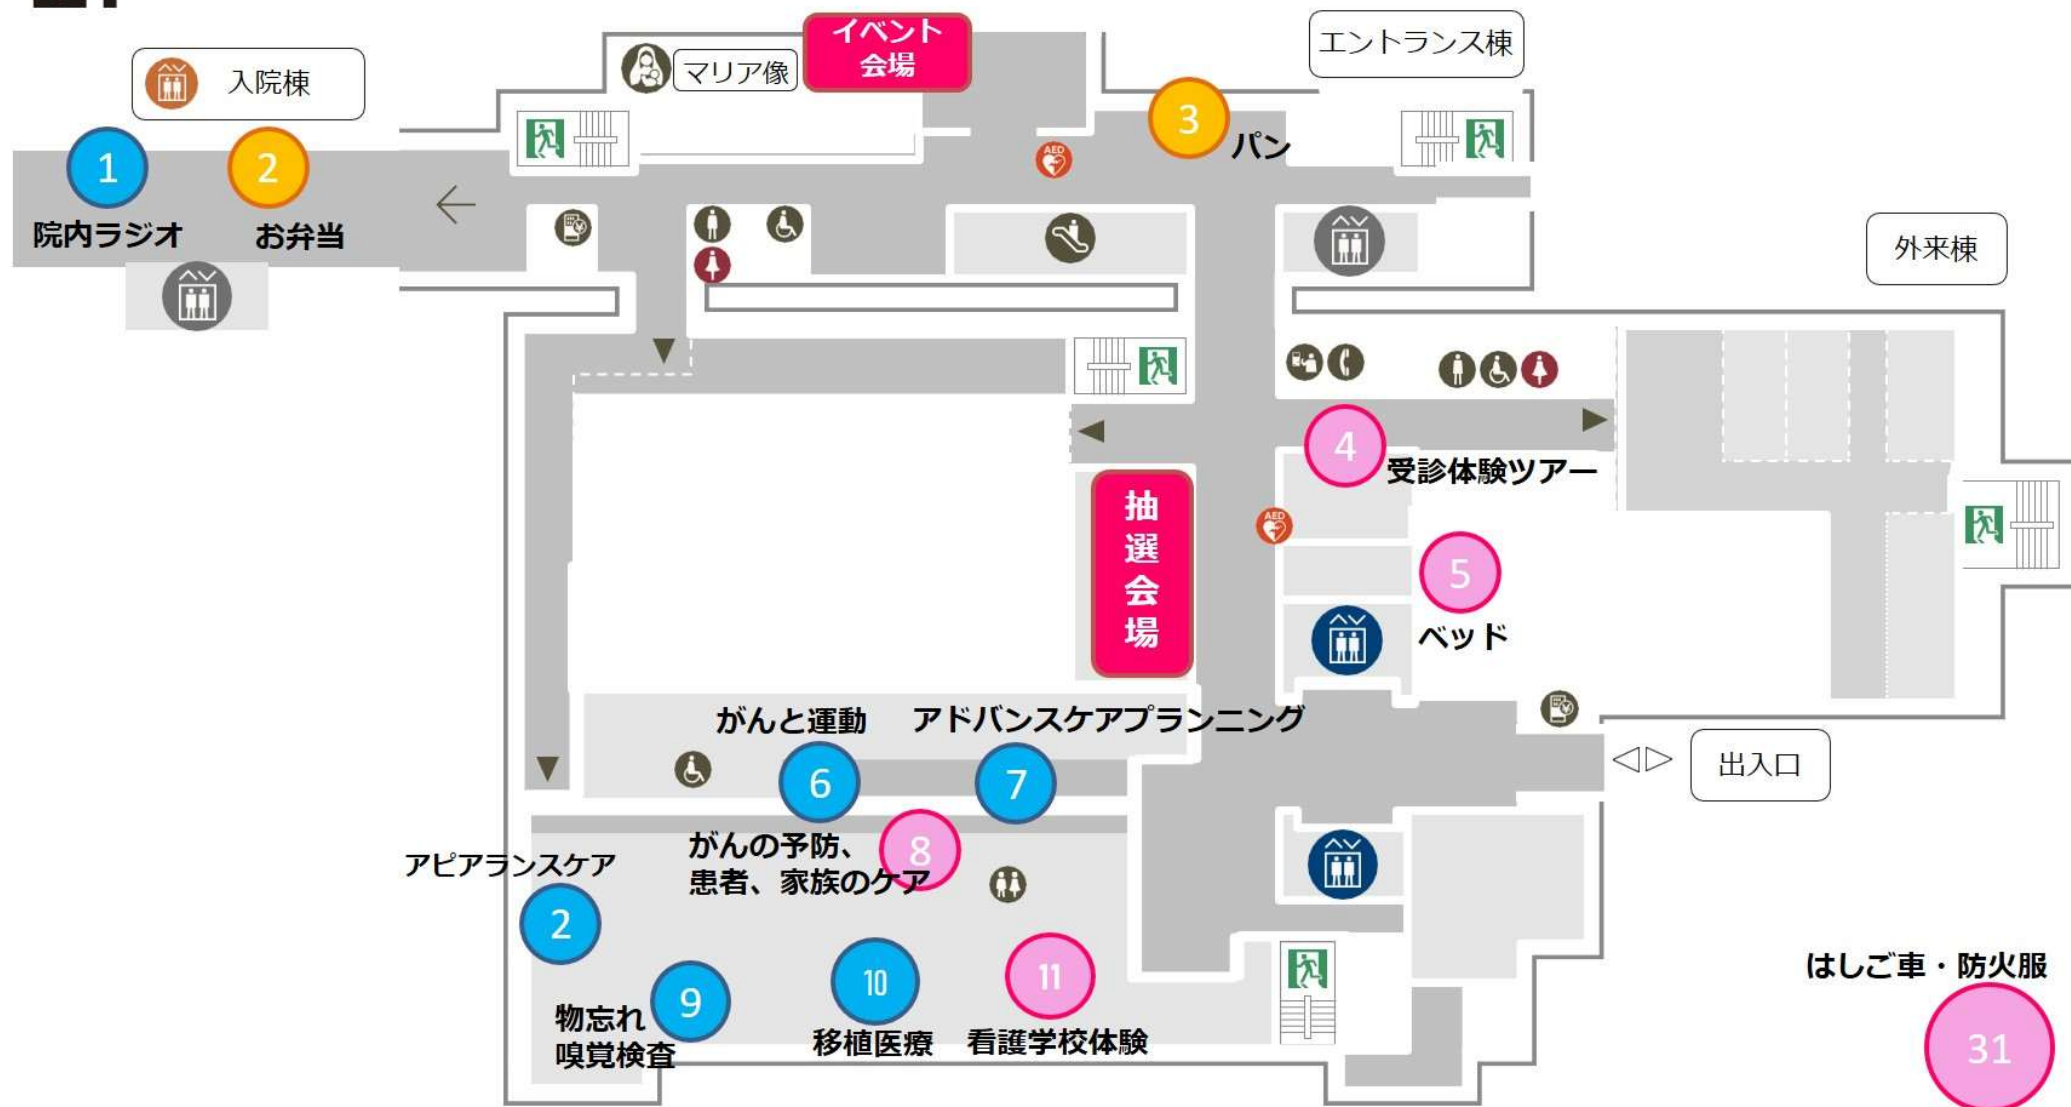 イベント
会場
エントランス棟
入院棟
マリア像
3
パン
AED
1
2
院内ラジオ
お弁当
外来棟
4
受診体験ツアー
抽
選
会
場
AED
5
ベッド
がんと運動
アドバンスケアプランニング
出入口
6
7
がんの予防、
患者、家族のケア
8
アピアランスケア
2
はしご車・防火服
9
10
11
物忘れ
嗅覚検査
移植医療
看護学校体験
31